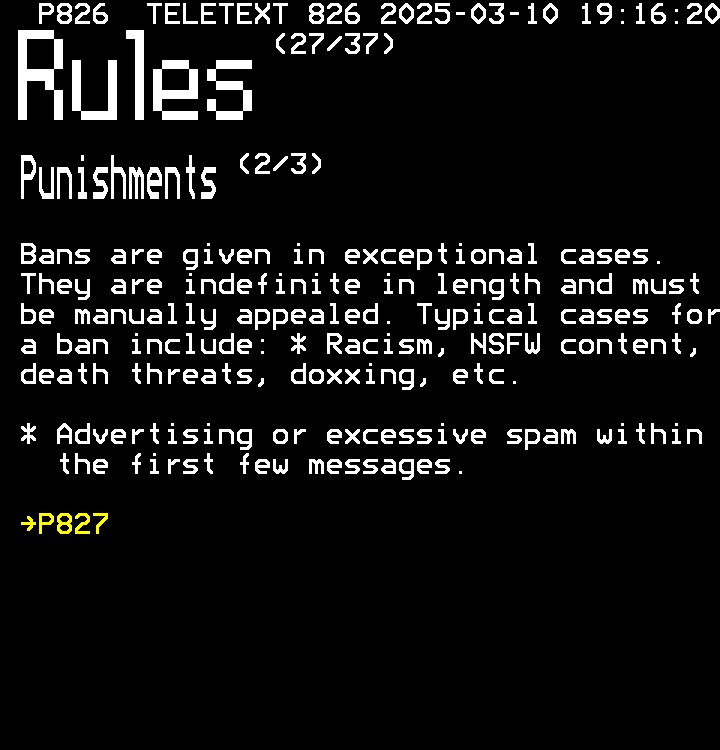 P826 TELETEXT 826 2025-03-10 19:16:20
Rules (27/37)
Punishments (2/3)
Bans are given in exceptional cases.
They are indefinite in length and must
be manually appealed. Typical cases for
a ban include: * Racism, NSFW content,
death threats, doxxing, etc.
* Advertising or excessive spam within
the first few messages.
→P827